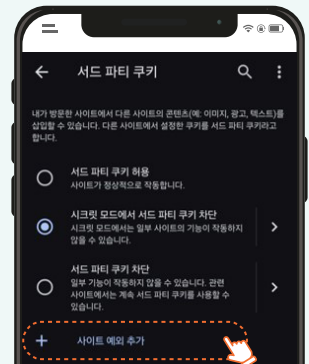 서드 파티 쿠키
내가 방문한 사이트에서 다른 사이트의 콘텐츠(예: 이미지, 광고, 텍스트)를
삽입할 수 있습니다. 다른 사이트에서 설정한 쿠키를 서드 파티 쿠키라고
합니다.
서드 파티 쿠키 허용
사이트가 정상적으로 작동합니다.
시크릿 모드에서 서드 파티 쿠키 차단
시크릿 모드에서는 일부 사이트의 기능이 작동하지
않을 수 있습니다.
서드 파티 쿠키 차단
일부 기능이 작동하지 않을 수 있습니다. 관련
사이트에서는 계속 서드 파티 쿠키를 사용할 수
있습니다.
사이트 예외 추가